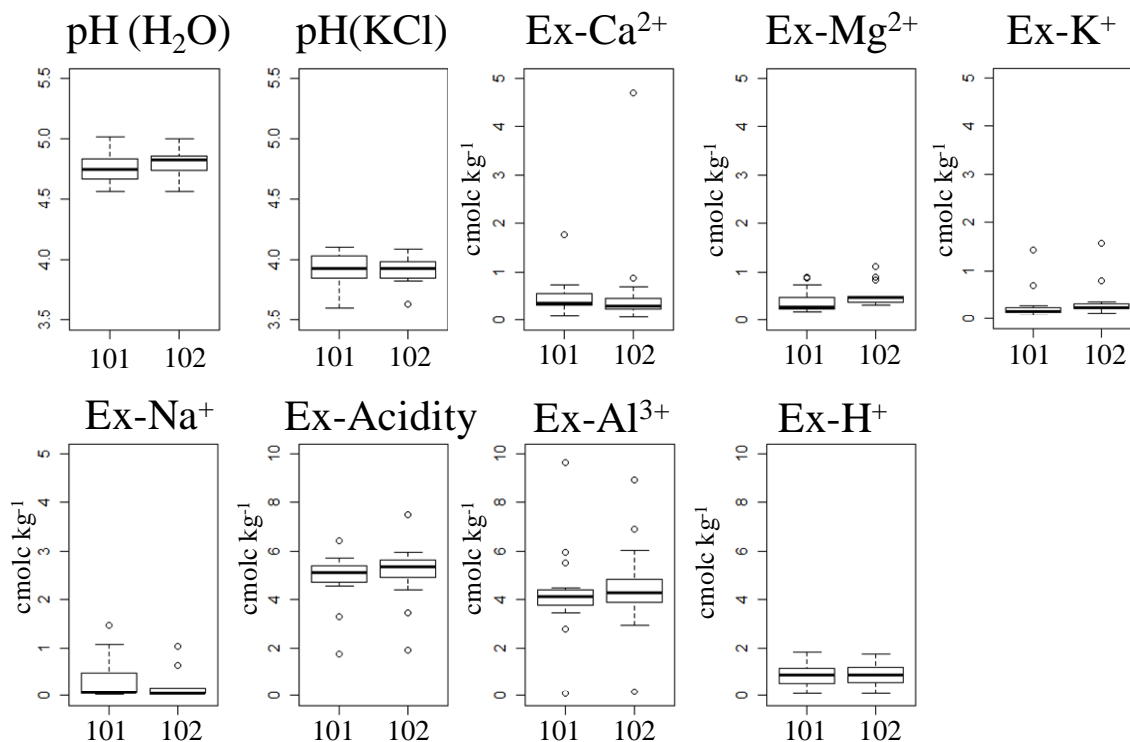 pH (H₂O) pH(KCl) Ex-Ca²⁺ Ex-Mg²⁺ Ex-K⁺
5.5 5.0 4.5 4.0 3.5
101 102
5.5 5.0 4.5 4.0 3.5
101 102
cmolc kg⁻¹
5 4 3 2 1 0
101 102
cmolc kg⁻¹
5 4 3 2 1 0
101 102
cmolc kg⁻¹
5 4 3 2 1 0
101 102
Ex-Na⁺ Ex-Acidity Ex-Al³⁺ Ex-H⁺
cmolc kg⁻¹
5 4 3 2 1 0
101 102
cmolc kg⁻¹
10 8 6 4 2 0
101 102
cmolc kg⁻¹
10 8 6 4 2 0
101 102
cmolc kg⁻¹
10 8 6 4 2 0
101 102